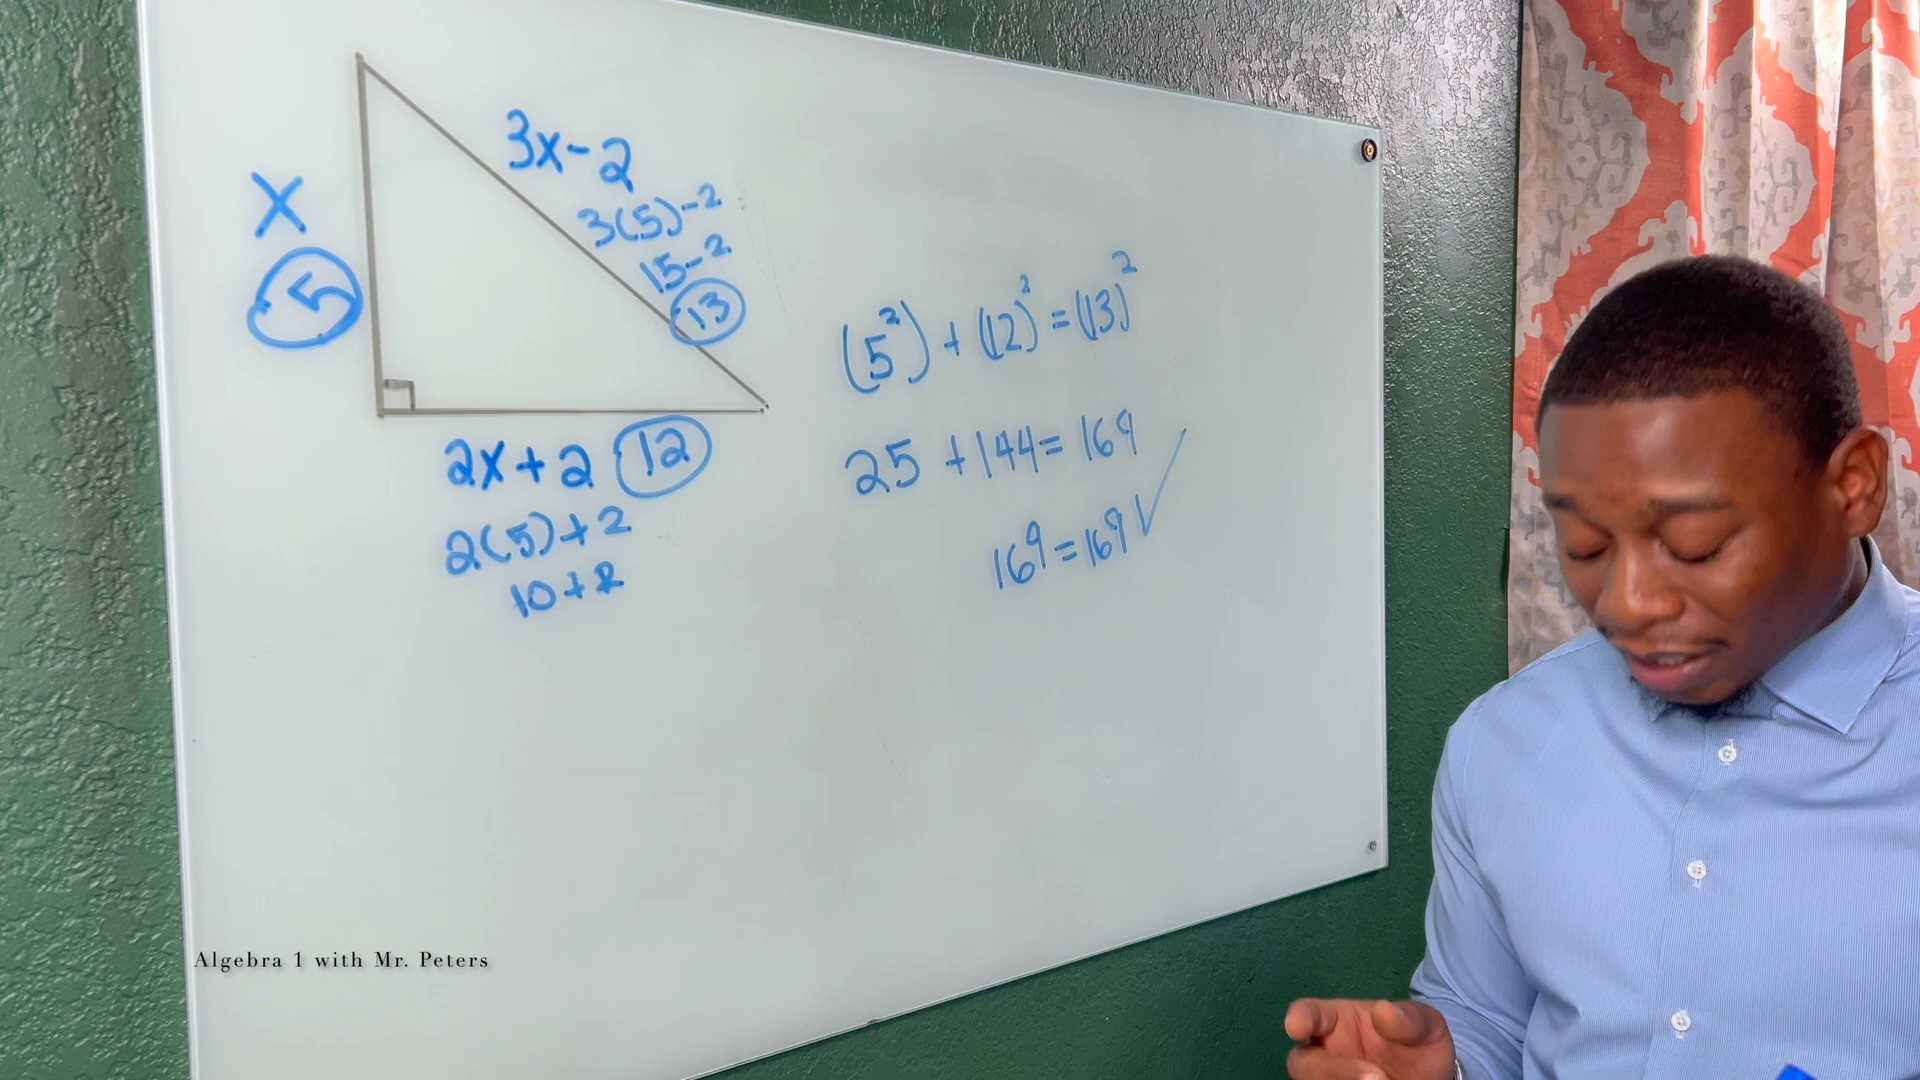 3x-2
3(5)-2
15-2
13
x
5
2x+2 12
2(5)+2
10+2
(5²)+(12)²=(13)²
25+144=169
169=169✓
Algebra 1 with Mr. Peters